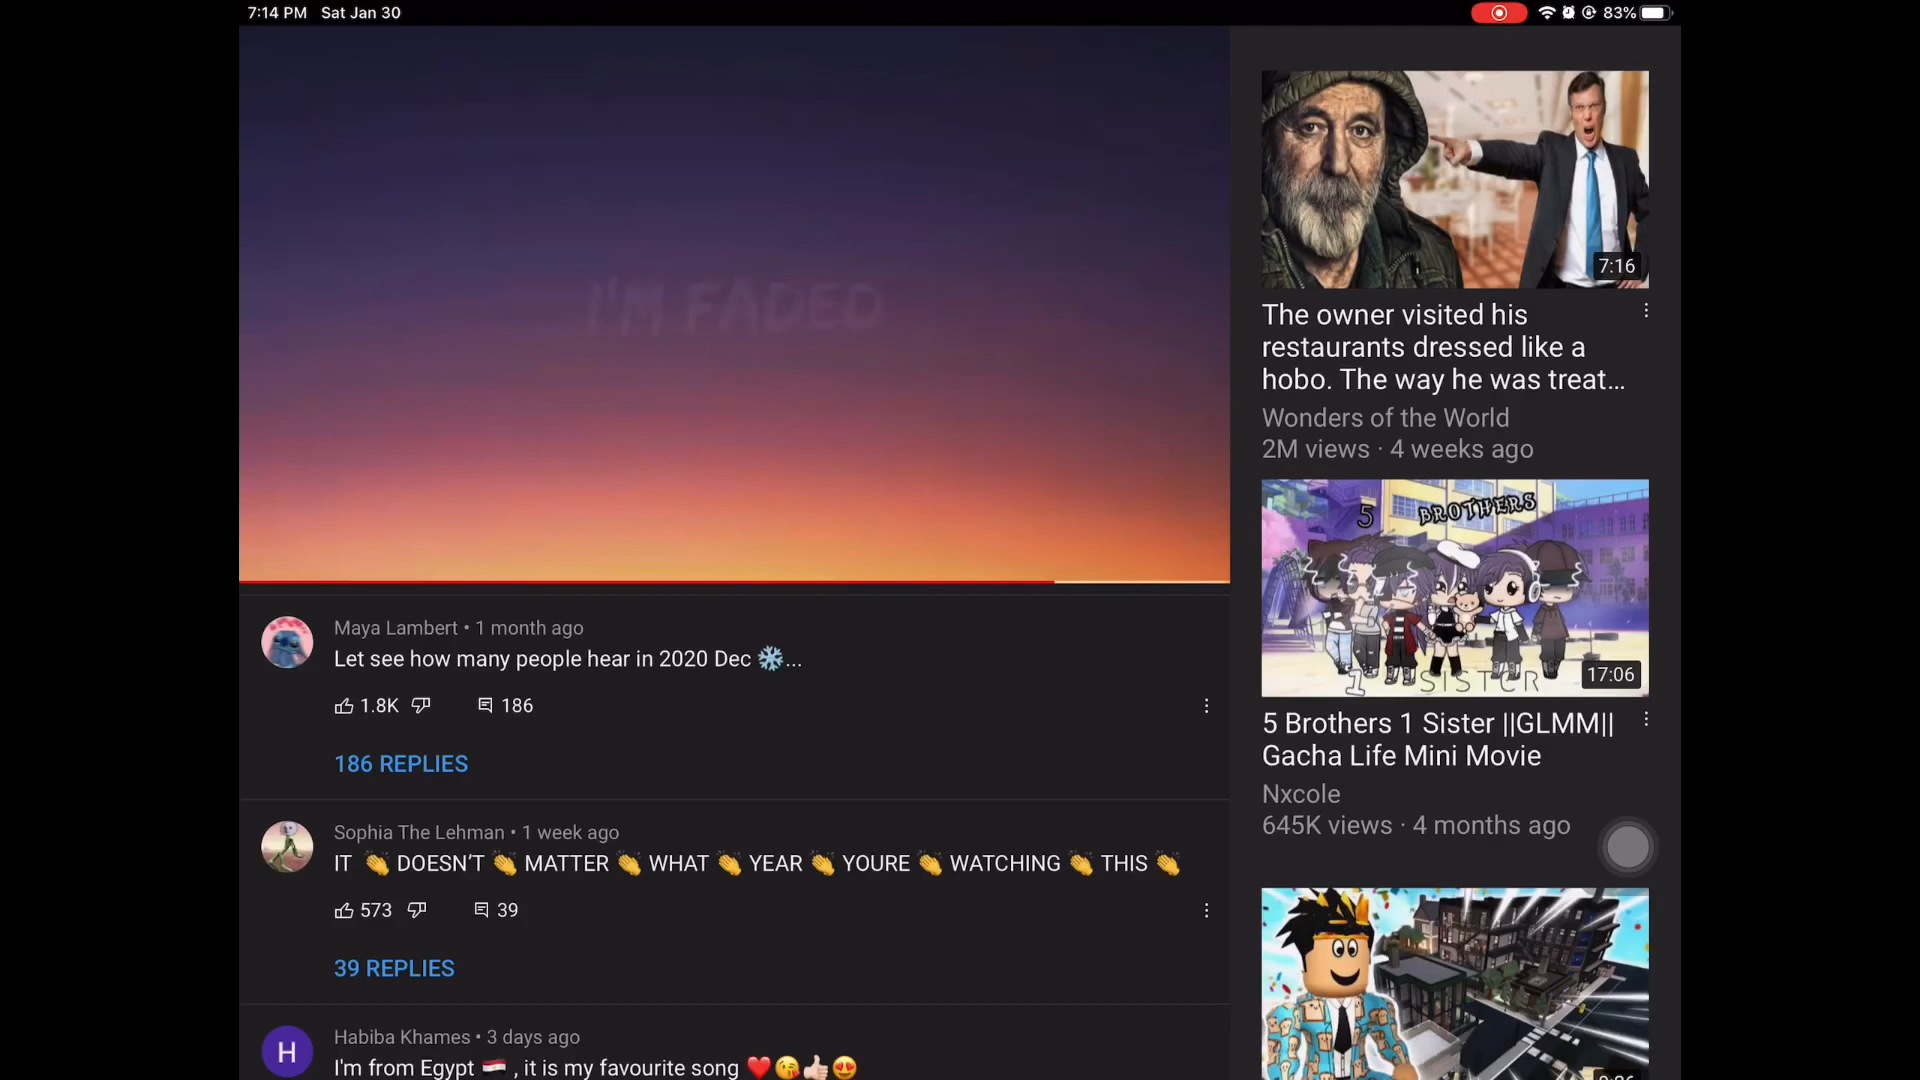 7:14 PM Sat Jan 30
83%
I'M FADED
Maya Lambert • 1 month ago
Let see how many people hear in 2020 Dec ❄️...
1.8K 186
186 REPLIES
Sophia The Lehman • 1 week ago
IT 👏 DOESN'T 👏 MATTER 👏 WHAT 👏 YEAR 👏 YOURE 👏 WATCHING 👏 THIS 👏
573 39
39 REPLIES
H
Habiba Khames • 3 days ago
I'm from Egypt 🇪🇬 , it is my favourite song ❤️😘👍🏻😍
7:16
The owner visited his
restaurants dressed like a
hobo. The way he was treat...
Wonders of the World
2M views · 4 weeks ago
5 BROTHERS
1 SISTER
17:06
5 Brothers 1 Sister ||GLMM||
Gacha Life Mini Movie
Nxcole
645K views · 4 months ago